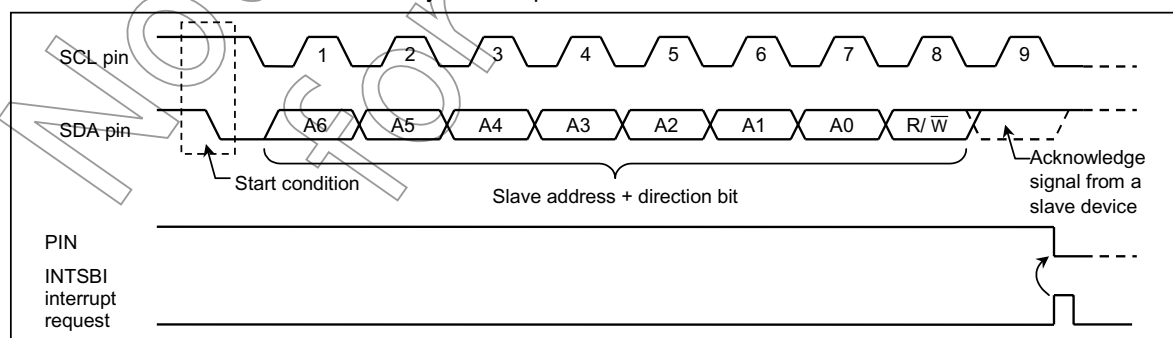 SCL pin
1 2 3 4 5 6 7 8 9
SDA pin
A6 A5 A4 A3 A2 A1 A0 R/ W̅
Start condition
Slave address + direction bit
Acknowledge
signal from a
slave device
PIN
INTSBI
interrupt
request